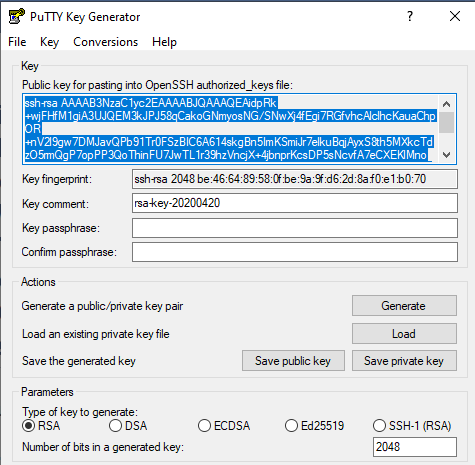 PuTTY Key Generator
File Key Conversions Help
Key
Public key for pasting into OpenSSH authorized_keys file:
ssh-rsa AAAAB3NzaC1yc2EAAAABJQAAAQEAidpRk
+wjFHfM1giA3UJQEM3kJPJ58qCakoGNmyosNG/SNwXj4fEgi7RGfvhcAlclhcKauaChp
OR
+nV2I9gw7DMJavQPb91Tr0FSzBIC6A614skgBn5lmKSmiJr7elkuBqjAyxS8th5MXkcTd
zO5rmQgP7opPP3QoThinFU7JwTL1r39hzVncjX+4jbnprKcsDP5sNcvfA7eCXEKlMno_
Key fingerprint: ssh-rsa 2048 be:46:64:89:58:0f:be:9a:9f:d6:2d:8a:f0:e1:b0:70
Key comment: rsa-key-20200420
Key passphrase:
Confirm passphrase:
Actions
Generate a public/private key pair Generate
Load an existing private key file Load
Save the generated key Save public key Save private key
Parameters
Type of key to generate:
RSA DSA ECDSA Ed25519 SSH-1 (RSA)
Number of bits in a generated key: 2048